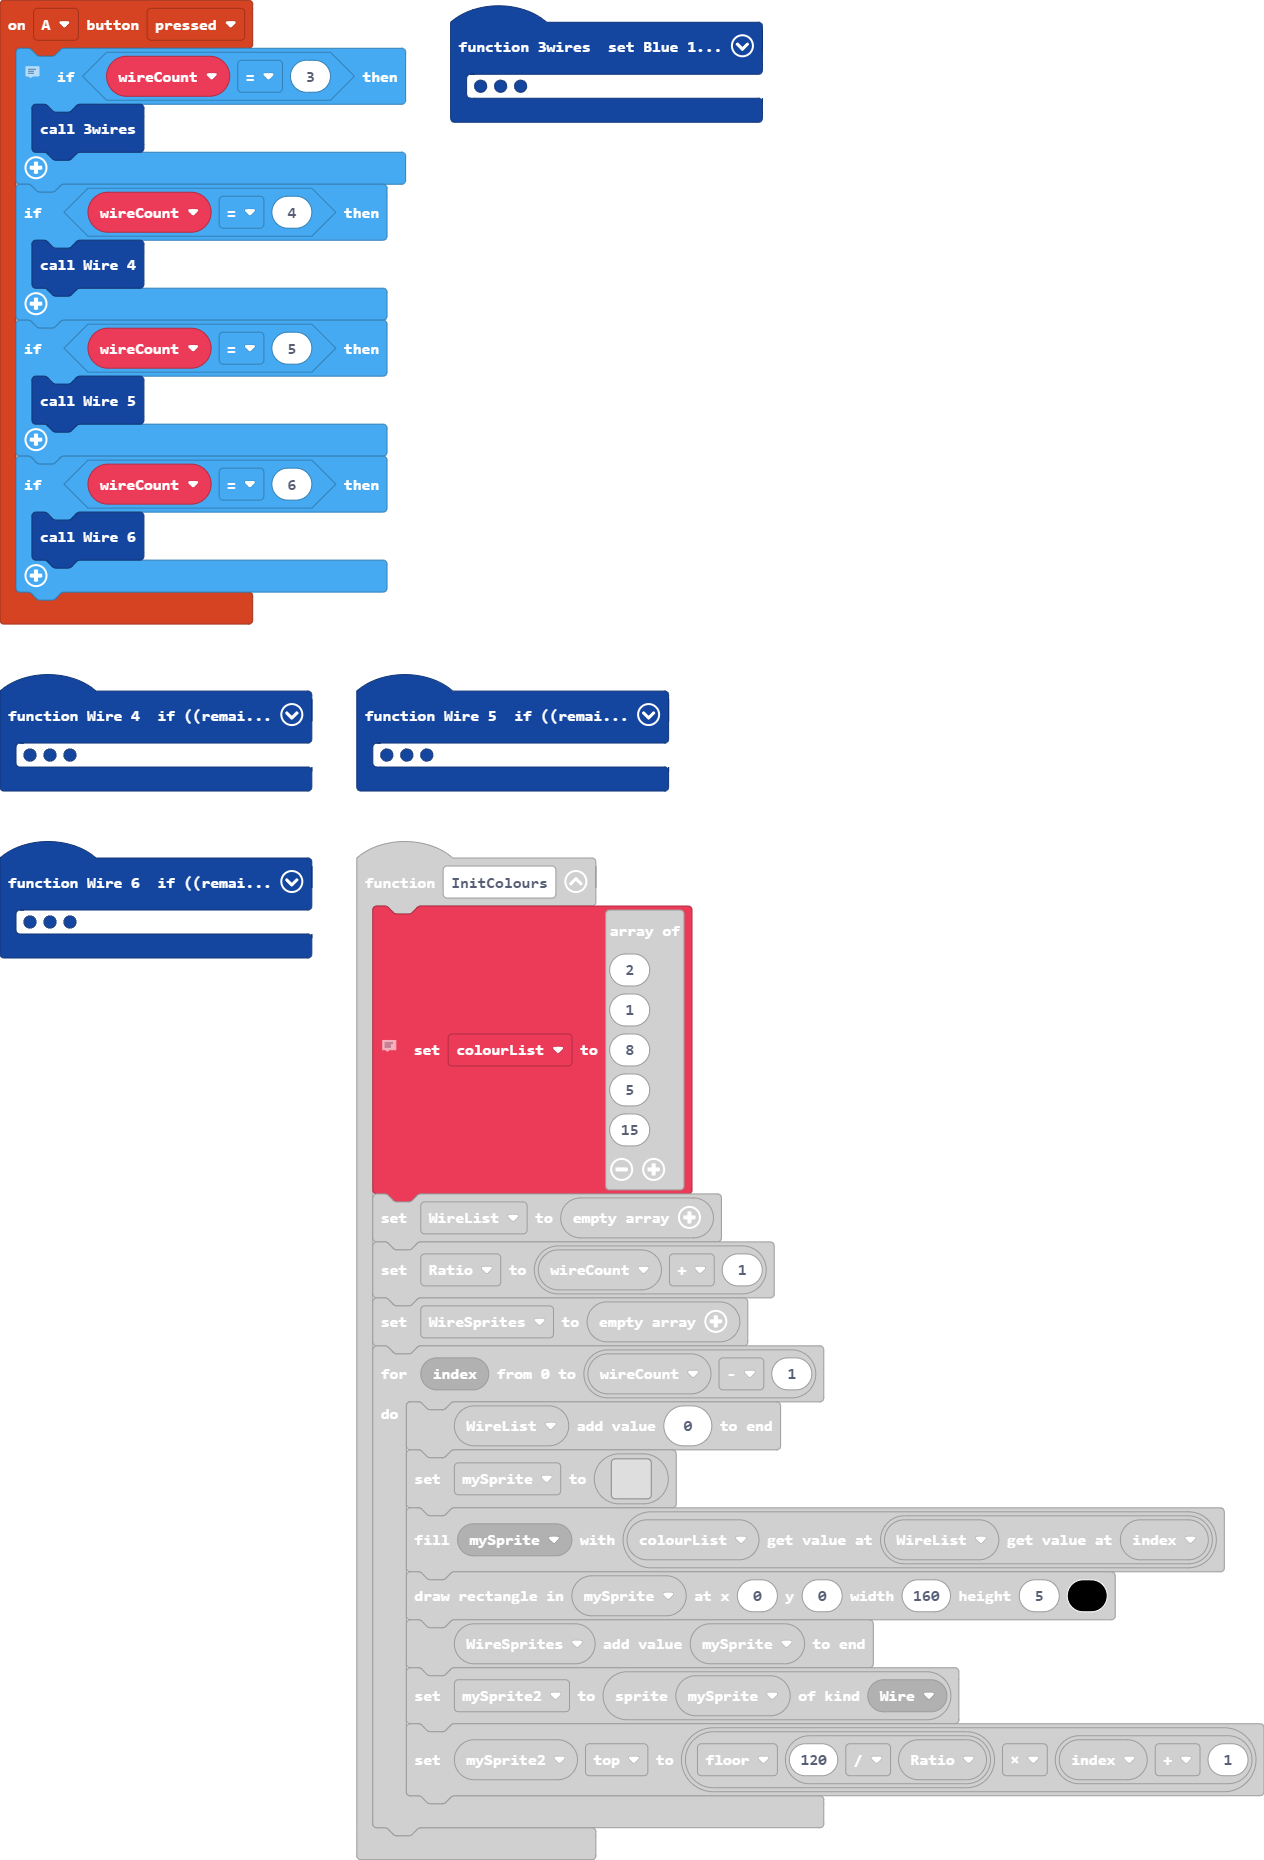 on A button pressed
if wireCount = 3 then
call 3wires
if wireCount = 4 then
call Wire 4
if wireCount = 5 then
call Wire 5
if wireCount = 6 then
call Wire 6
function 3wires set Blue 1...
function Wire 4 if ((remai...
function Wire 5 if ((remai...
function Wire 6 if ((remai...
function InitColours
set colourList to array of
2
1
8
5
15
set WireList to empty array
set Ratio to wireCount + 1
set WireSprites to empty array
for index from 0 to wireCount - 1
do
WireList add value 0 to end
set mySprite to
fill mySprite with colourList get value at WireList get value at index
draw rectangle in mySprite at x 0 y 0 width 160 height 5
WireSprites add value mySprite to end
set mySprite2 to sprite mySprite of kind Wire
set mySprite2 top to floor 120 / Ratio × index + 1